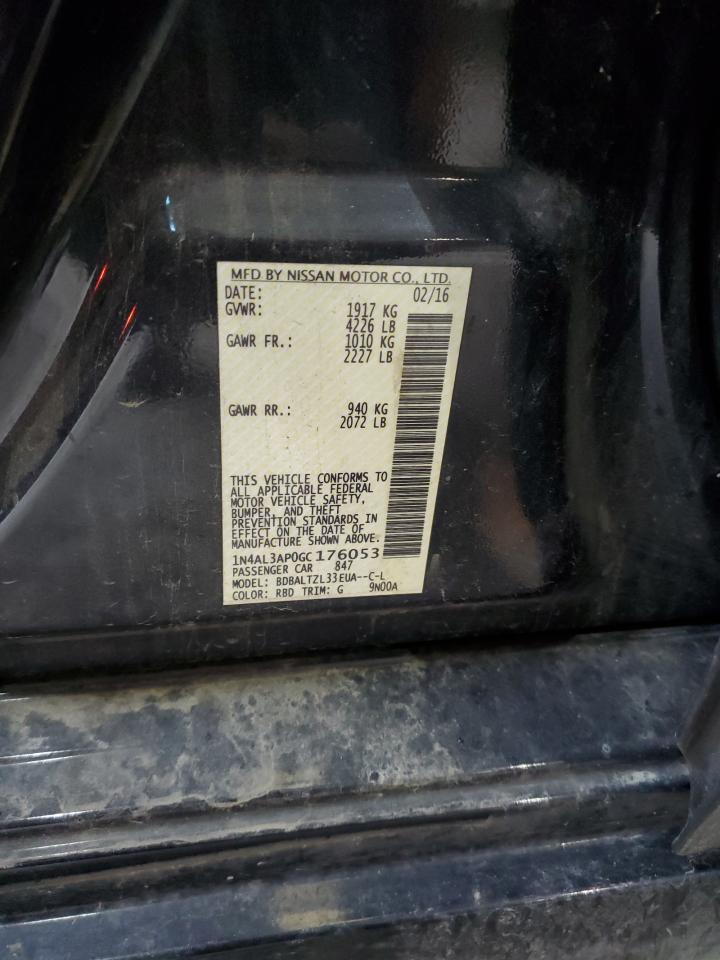 MFD BY NISSAN MOTOR CO., LTD.
DATE: 02/16
GVWR: 1917 KG
4226 LB
GAWR FR.: 1010 KG
2227 LB
GAWR RR.: 940 KG
2072 LB
THIS VEHICLE CONFORMS TO
ALL APPLICABLE FEDERAL
MOTOR VEHICLE SAFETY,
BUMPER, AND THEFT
PREVENTION STANDARDS IN
EFFECT ON THE DATE OF
MANUFACTURE SHOWN ABOVE.
1N4AL3AP0GC176053
PASSENGER CAR 847
MODEL: BDBALTZL33EUA--C-L
COLOR: RBD TRIM: G 9N00A